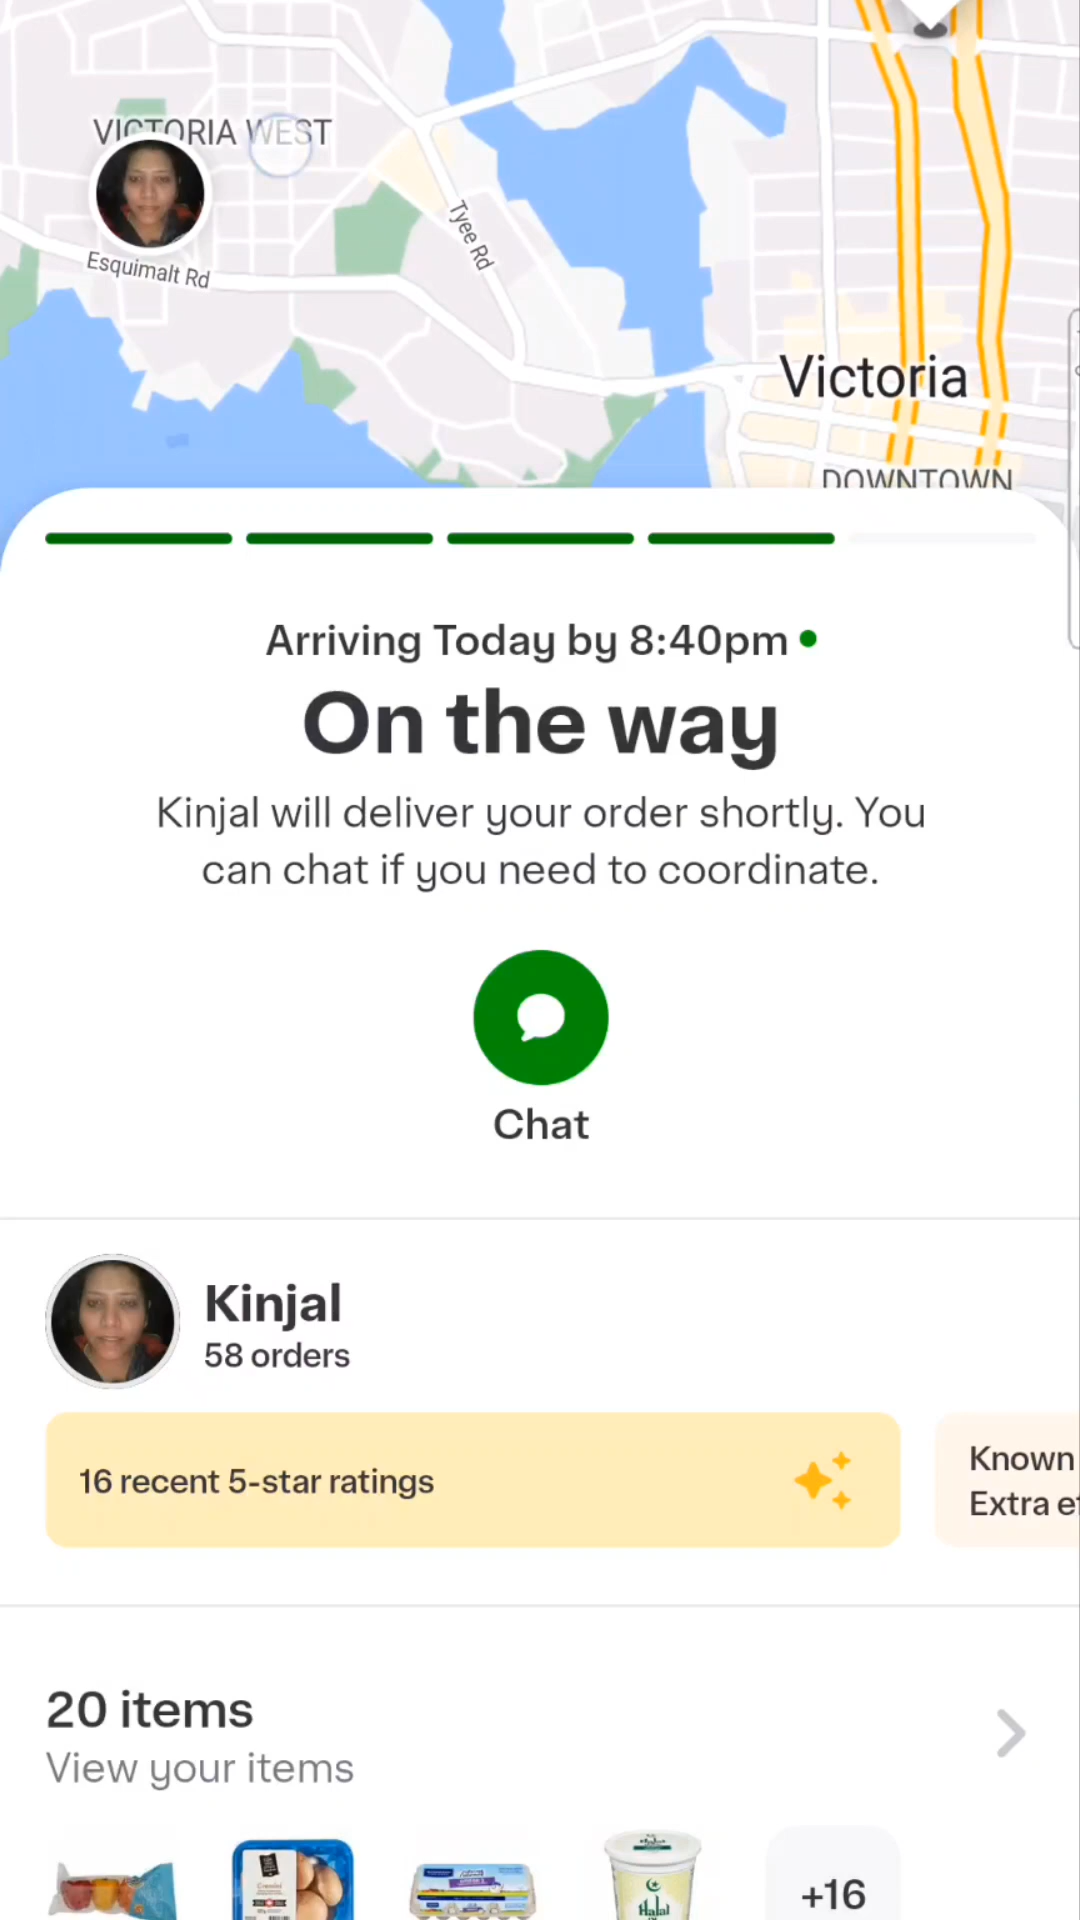 VICTORIA WEST
Esquimalt Rd
Tyee Rd
Victoria
DOWNTOWN
Arriving Today by 8:40pm
On the way
Kinjal will deliver your order shortly. You
can chat if you need to coordinate.
Chat
Kinjal
58 orders
16 recent 5-star ratings
Known
Extra
20 items
View your items
Halal
+16